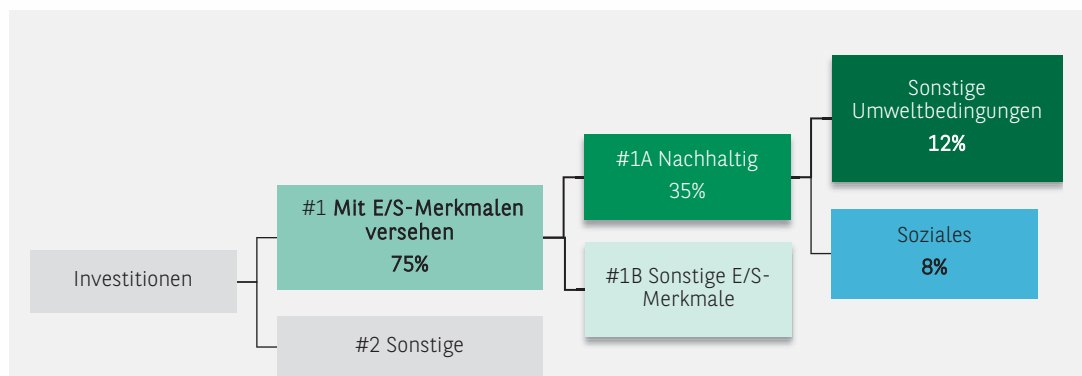 Investitionen
#1 Mit E/S-Merkmalen
versehen
75%
#2 Sonstige
#1A Nachhaltig
35%
#1B Sonstige E/S-
Merkmale
Sonstige
Umweltbedingungen
12%
Soziales
8%